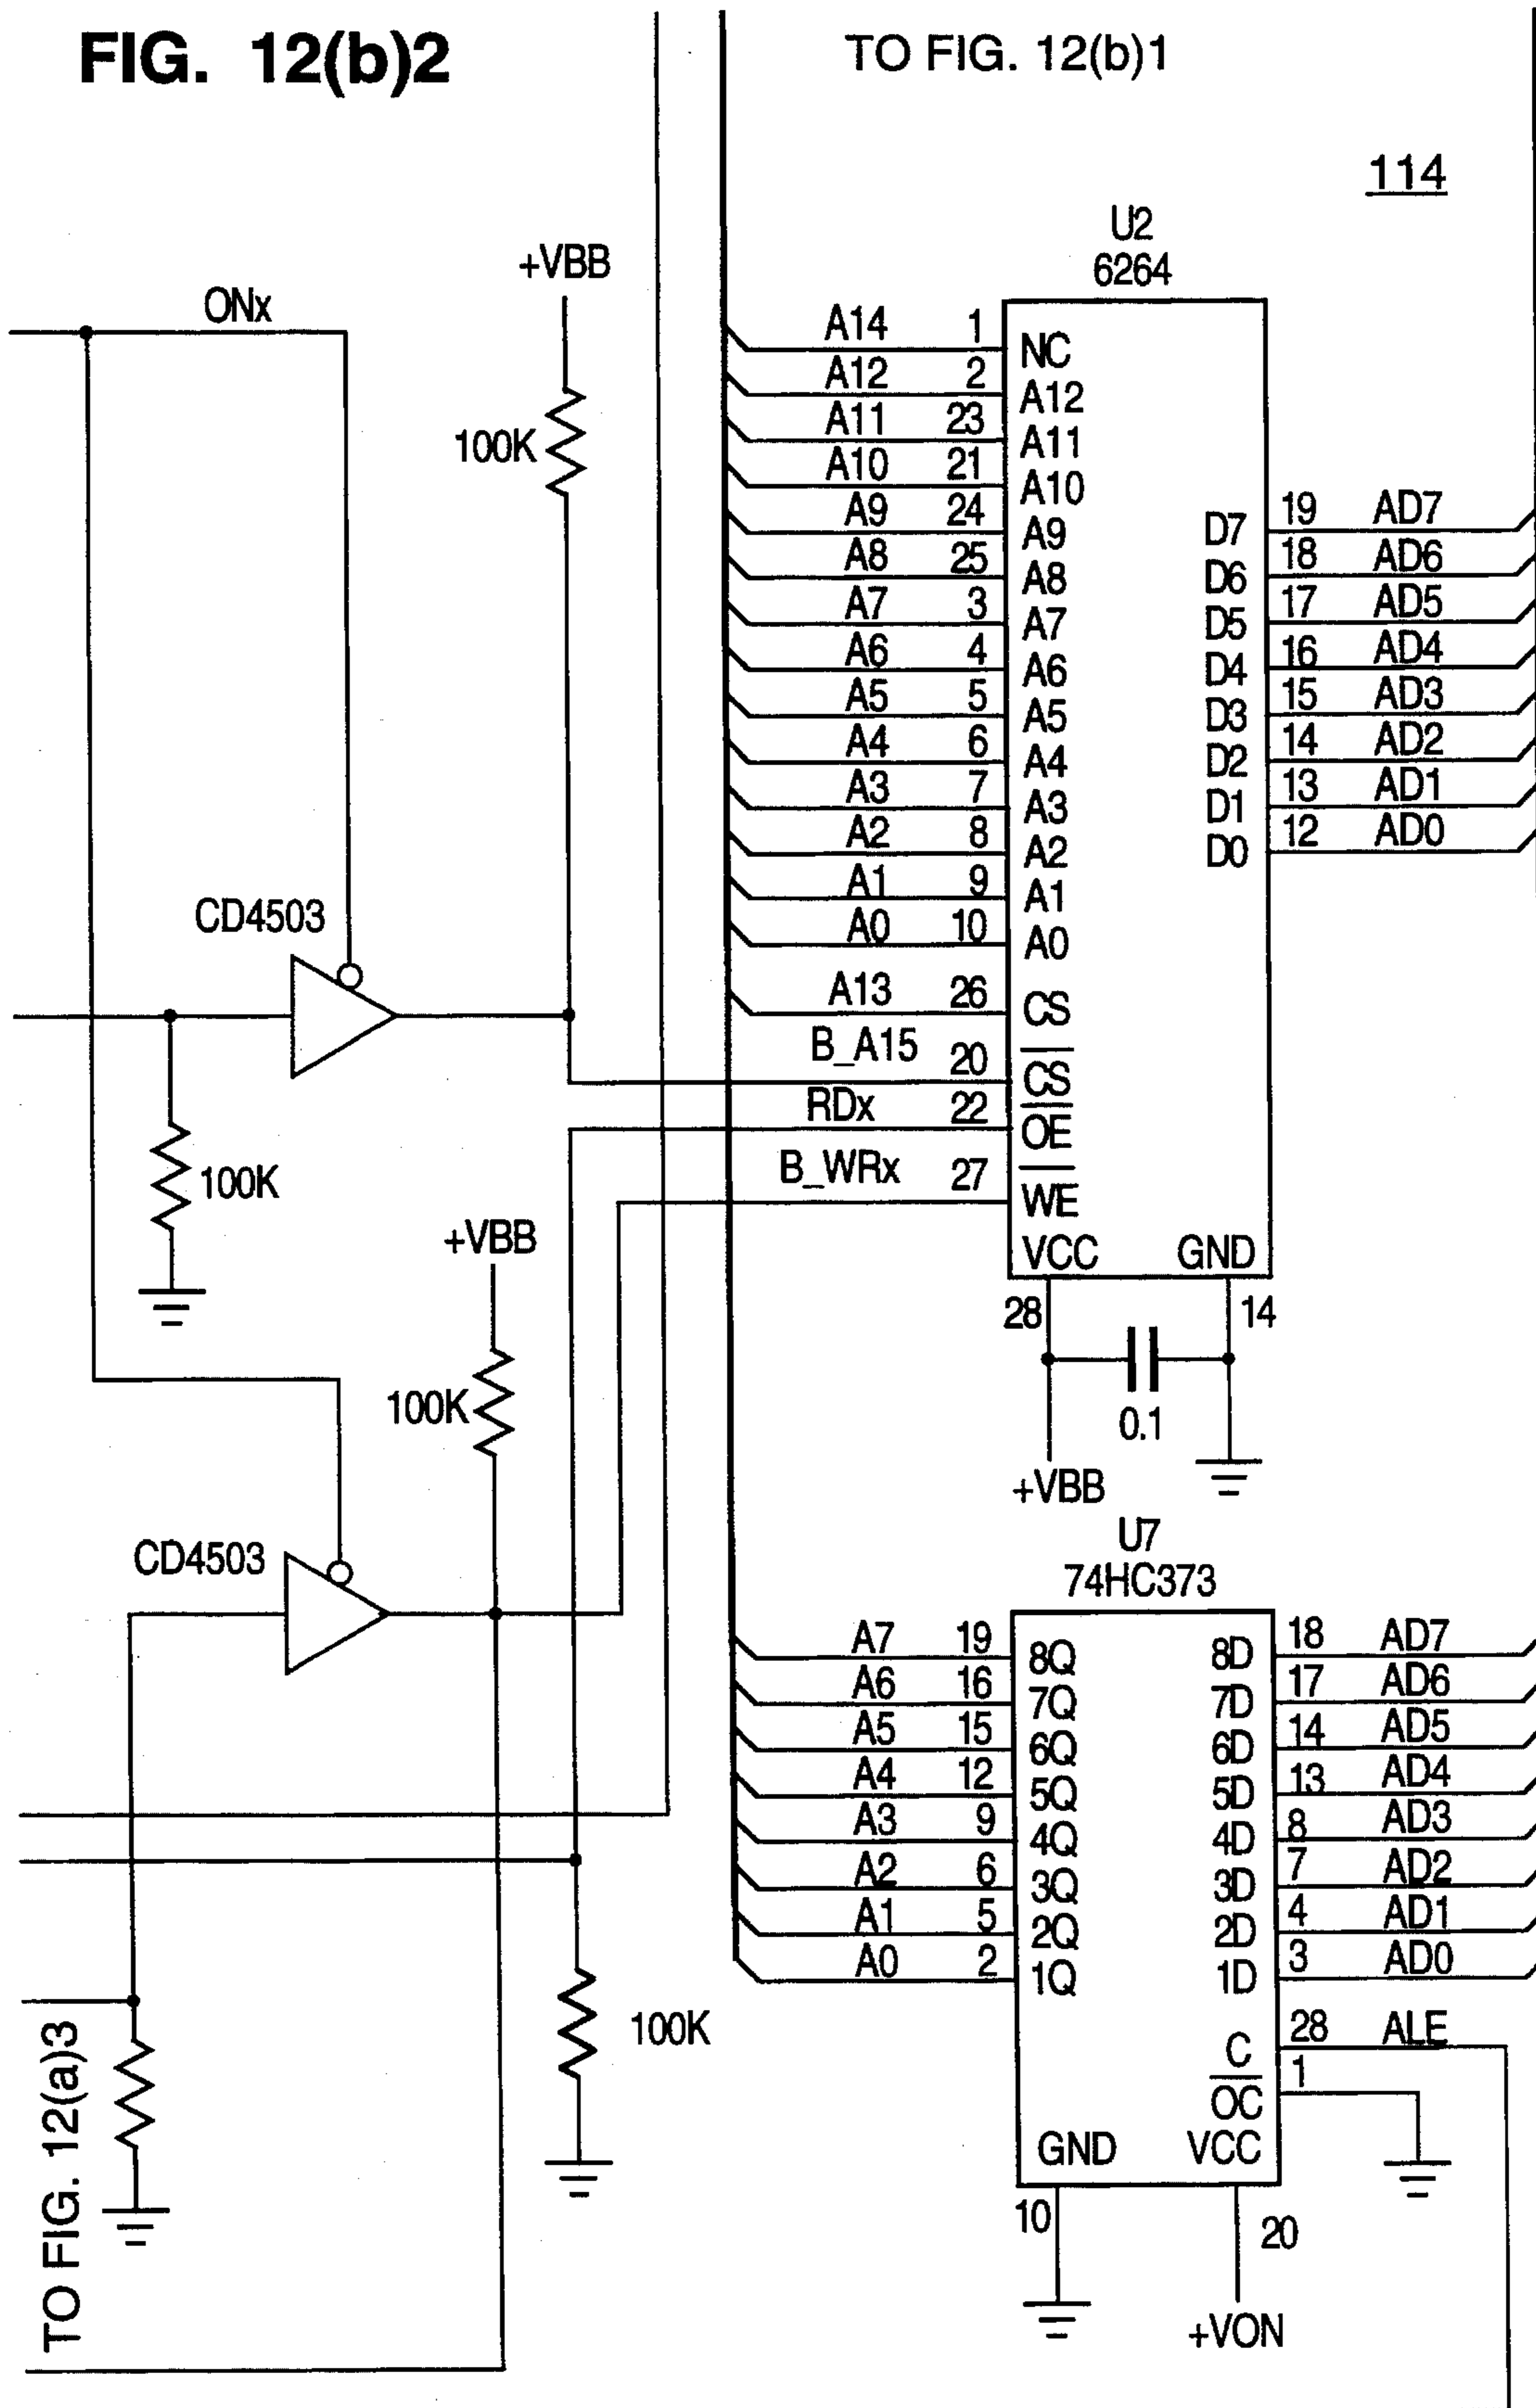 FIG. 12(b)2
TO FIG. 12(b)1
114
U2
6264
+VBB
ONx
100K
A14 1 NC
A12 2 A12
A11 23 A11
A10 21 A10
A9 24 A9
A8 25 A8
A7 3 A7
A6 4 A6
A5 5 A5
A4 6 A4
A3 7 A3
A2 8 A2
A1 9 A1
A0 10 A0
A13 26 CS
B_A15 20 CS
RDx 22 OE
B_WRx 27 WE
D7 19 AD7
D6 18 AD6
D5 17 AD5
D4 16 AD4
D3 15 AD3
D2 14 AD2
D1 13 AD1
D0 12 AD0
VCC GND
28 14
0.1
+VBB
CD4503
100K
+VBB
100K
CD4503
U7
74HC373
A7 19 8Q
A6 16 7Q
A5 15 6Q
A4 12 5Q
A3 9 4Q
A2 6 3Q
A1 5 2Q
A0 2 1Q
8D 18 AD7
7D 17 AD6
6D 14 AD5
5D 13 AD4
4D 8 AD3
3D 7 AD2
2D 4 AD1
1D 3 AD0
C 28 ALE
OC 1
GND VCC
10 20
+VON
100K
TO FIG. 12(a)3